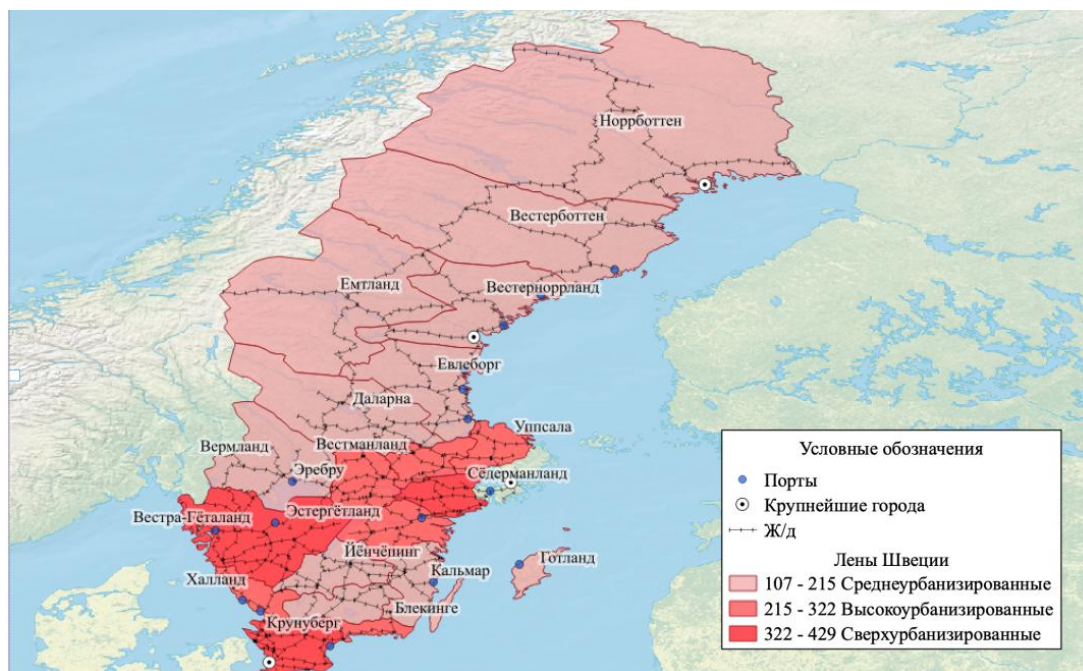 Норрботтен
Вестерботтен
Емтланд
Вестерноррланд
Евлеборг
Даларна
Уппсала
Вермланд
Вестманланд
Эребру
Сёдерманланд
Вестра-Гёталанд
Эстергётланд
Йёнчёпинг
Готланд
Кальмар
Халланд
Блекинге
Крунуберг
Условные обозначения
Порты
Крупнейшие города
Ж/д
Лены Швеции
107 - 215 Среднеурбанизированные
215 - 322 Высокоурбанизированные
322 - 429 Сверхурбанизированные